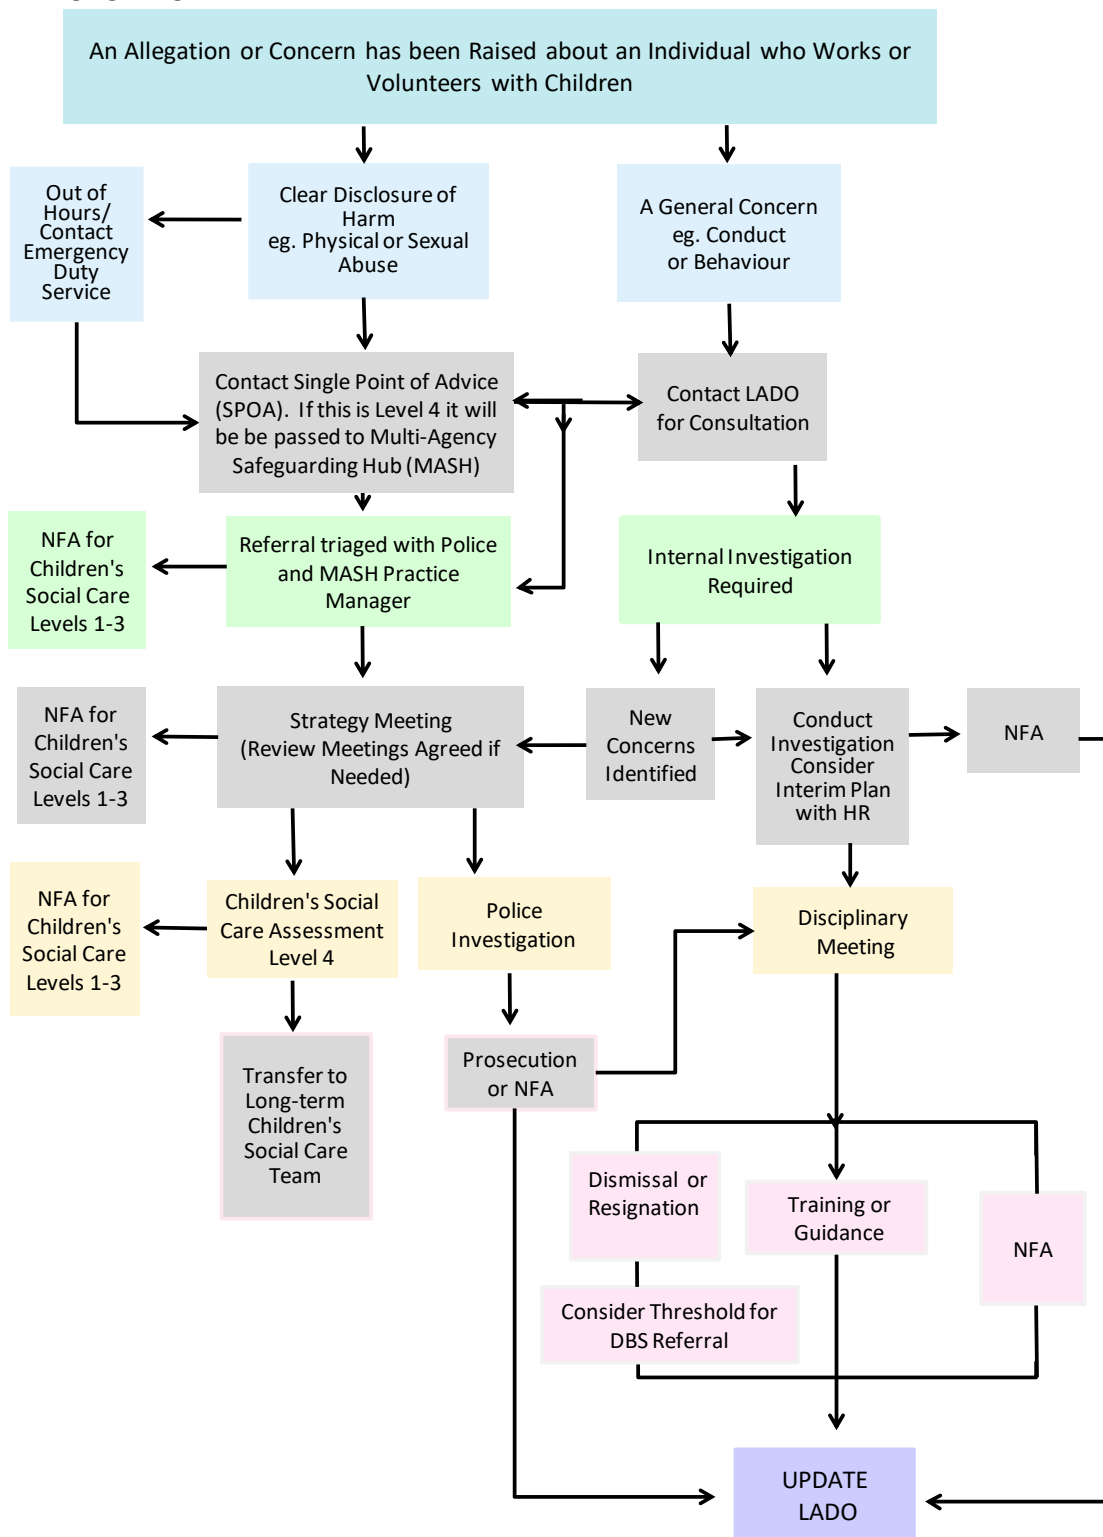 An Allegation or Concern has been Raised about an Individual who Works or
Volunteers with Children
Out of
Hours/
Contact
Emergency
Duty
Service
Clear Disclosure of
Harm
eg. Physical or Sexual
Abuse
A General Concern
eg. Conduct
or Behaviour
Contact Single Point of Advice
(SPOA). If this is Level 4 it will
be be passed to Multi-Agency
Safeguarding Hub (MASH)
Contact LADO
for Consultation
NFA for
Children's
Social Care
Levels 1-3
Referral triaged with Police
and MASH Practice
Manager
Internal Investigation
Required
NFA for
Children's
Social Care
Levels 1-3
Strategy Meeting
(Review Meetings Agreed if
Needed)
New
Concerns
Identified
Conduct
Investigation
Consider
Interim Plan
with HR
NFA
NFA for
Children's
Social Care
Levels 1-3
Children's Social
Care Assessment
Level 4
Police
Investigation
Disciplinary
Meeting
Transfer to
Long-term
Children's
Social Care
Team
Prosecution
or NFA
Dismissal or
Resignation
Training or
Guidance
NFA
Consider Threshold for
DBS Referral
UPDATE
LADO